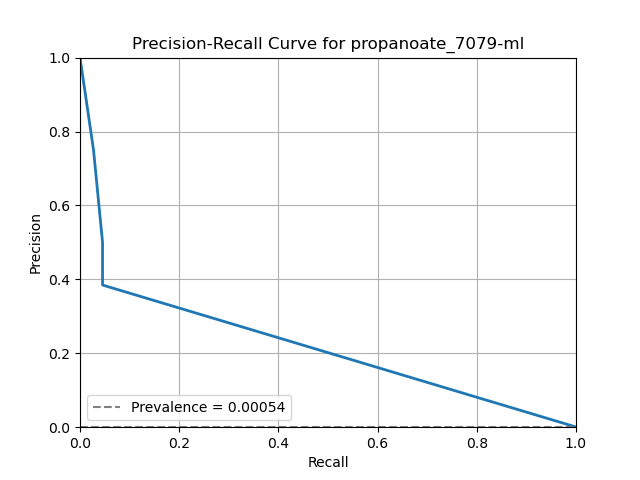 Precision-Recall Curve for propanoate_7079-ml
1.0
0.8
0.6
0.4
0.2
0.0
Precision
Prevalence = 0.00054
0.0 0.2 0.4 0.6 0.8 1.0
Recall